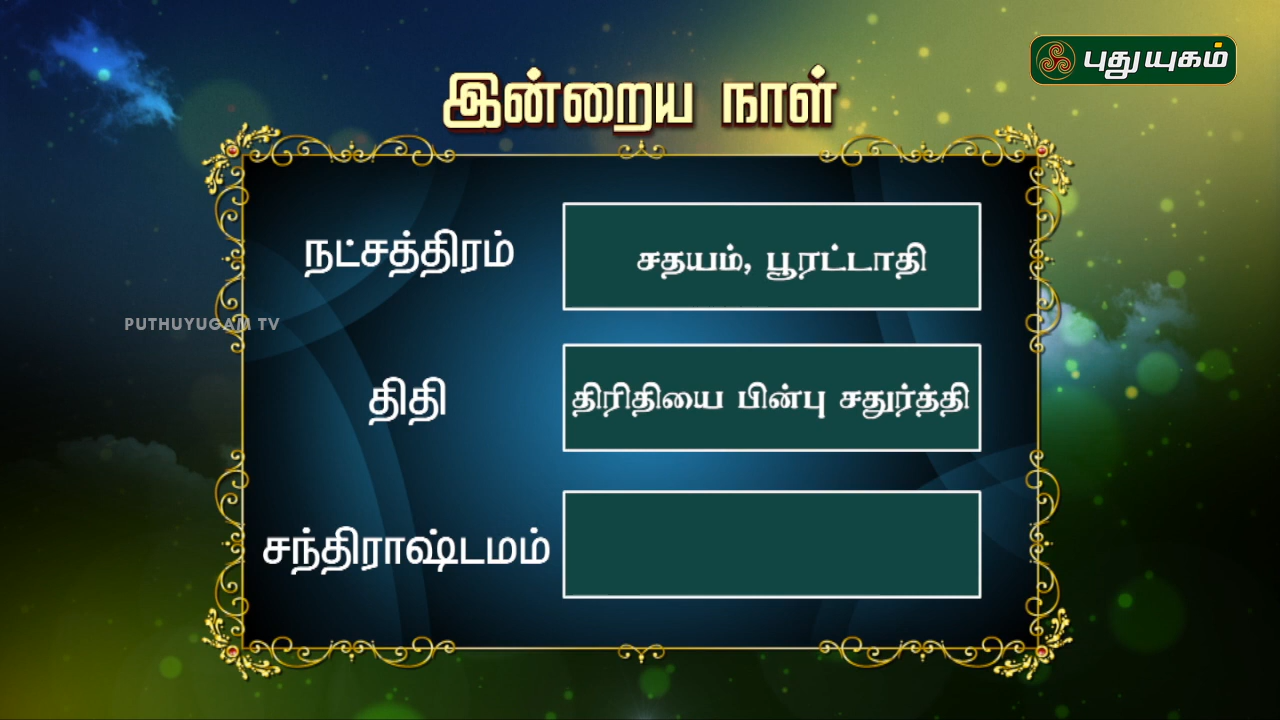 புதுயுகம்
இன்றைய நாள்
நட்சத்திரம் சதயம், பூரட்டாதி
PUTHUYUGAM TV
திதி திரிதியை பின்பு சதுர்த்தி
சந்திராஷ்டமம்